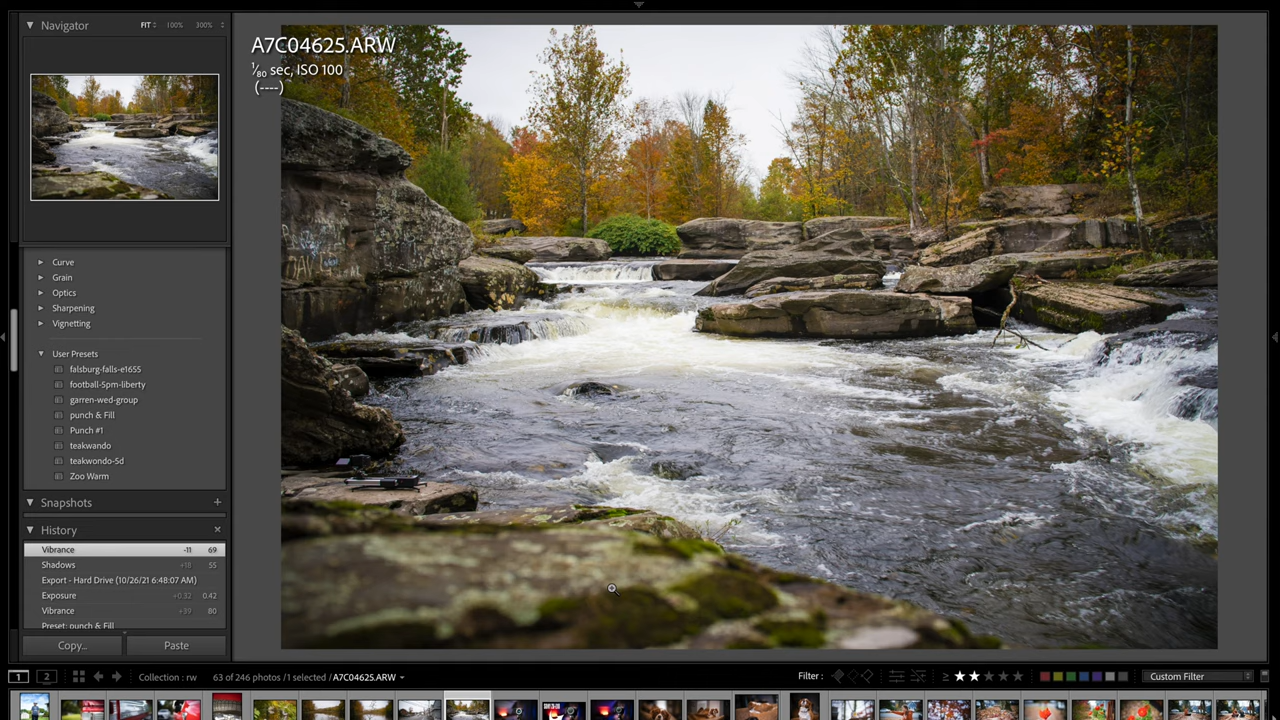 Navigator FIT 100% 300%
A7C04625.ARW
1/80 sec, ISO 100
(----)
Curve
Grain
Optics
Sharpening
Vignetting
User Presets
falsburg-falls-e1655
football-5pm-liberty
garren-wed-group
punch & Fill
Punch #1
teakwando
teakwondo-5d
Zoo Warm
Snapshots +
History ×
Vibrance -11 69
Shadows +18 55
Export - Hard Drive (10/26/21 6:48:07 AM)
Exposure +0.32 0.42
Vibrance +39 80
Preset: punch & Fill
Copy... Paste
1 2 Collection : rw 63 of 246 photos /1 selected / A7C04625.ARW Filter : ≥ ★★★★★ Custom Filter